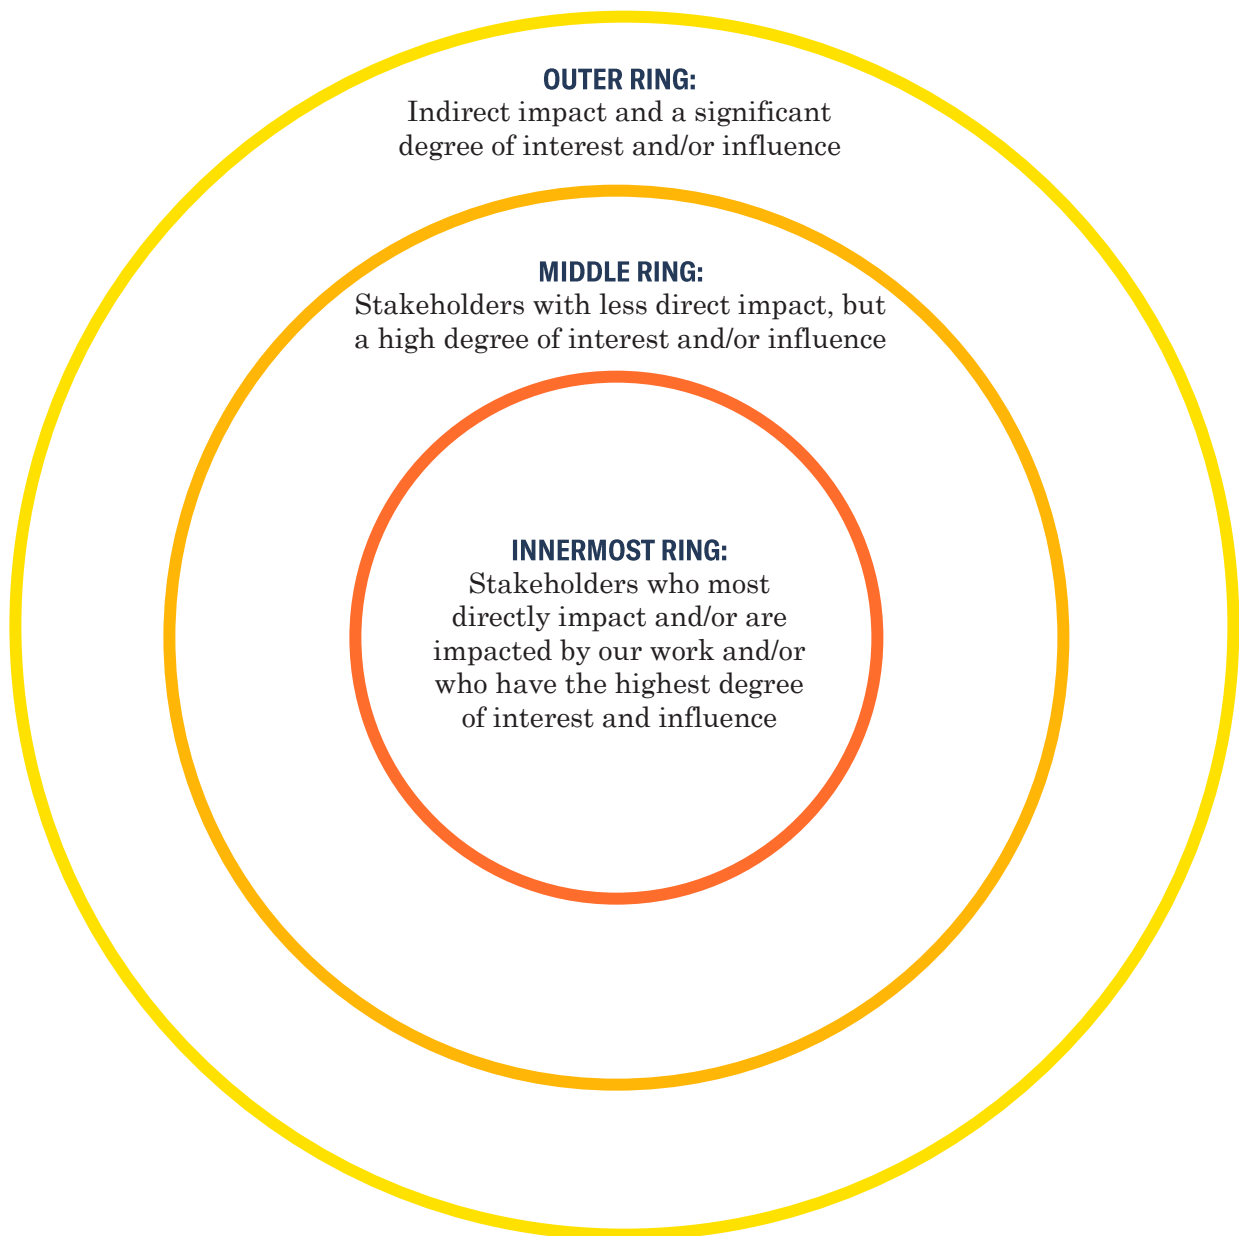 OUTER RING:
Indirect impact and a significant
degree of interest and/or influence
MIDDLE RING:
Stakeholders with less direct impact, but
a high degree of interest and/or influence
INNERMOST RING:
Stakeholders who most
directly impact and/or are
impacted by our work and/or
who have the highest degree
of interest and influence